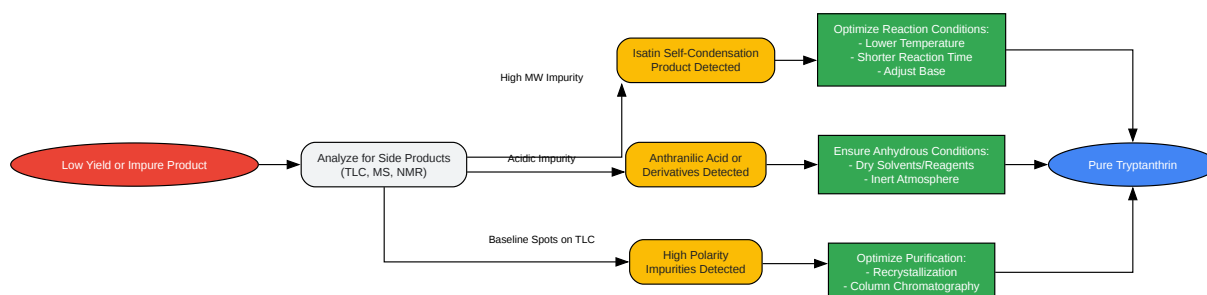 Low Yield or Impure Product
Analyze for Side Products
(TLC, MS, NMR)
High MW Impurity
Acidic Impurity
Baseline Spots on TLC
Isatin Self-Condensation
Product Detected
Anthranilic Acid or
Derivatives Detected
High Polarity
Impurities Detected
Optimize Reaction Conditions:
- Lower Temperature
- Shorter Reaction Time
- Adjust Base
Ensure Anhydrous Conditions:
- Dry Solvents/Reagents
- Inert Atmosphere
Optimize Purification:
- Recrystallization
- Column Chromatography
Pure Tryptanthrin